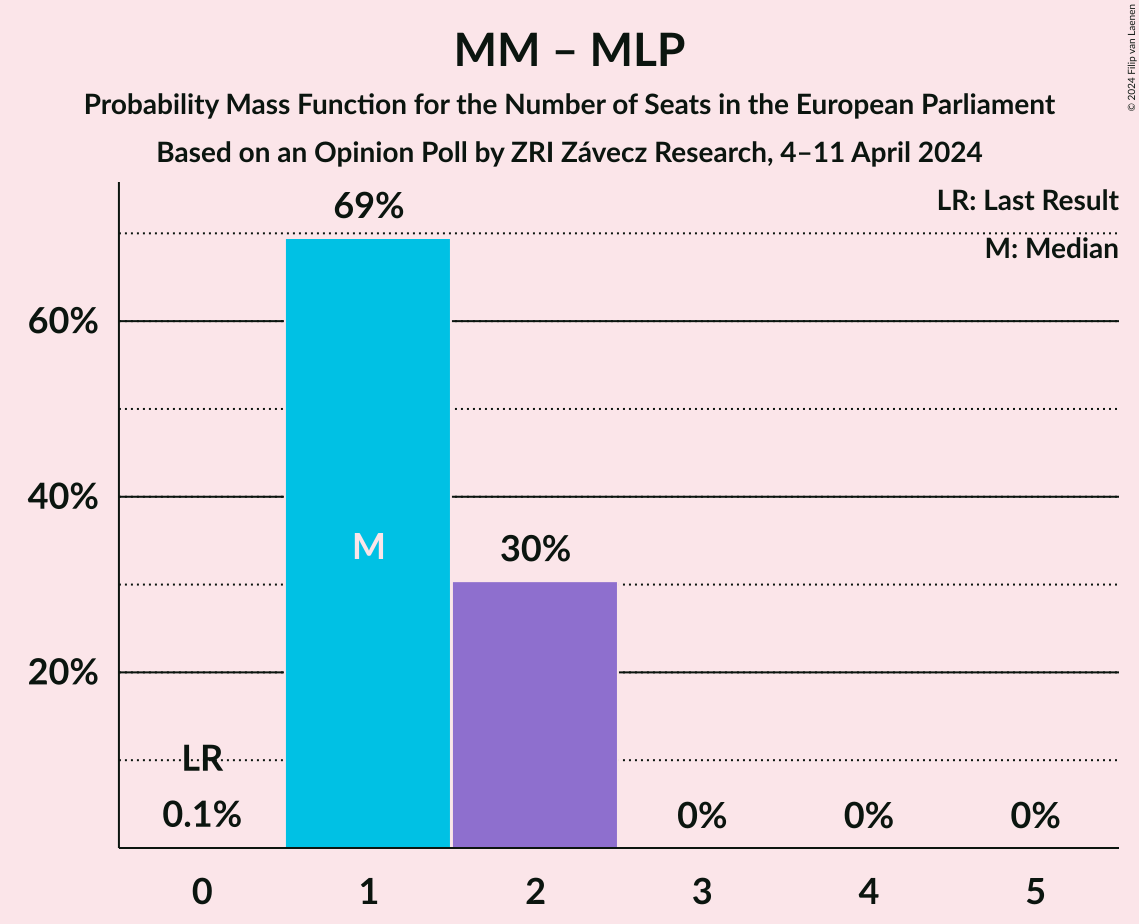 MM – MLP
Probability Mass Function for the Number of Seats in the European Parliament
Based on an Opinion Poll by ZRI Závecz Research, 4–11 April 2024
© 2024 Filip van Laenen
LR: Last Result
M: Median
60%
40%
20%
69%
M
30%
LR
0.1%
0%
0%
0%
0
1
2
3
4
5